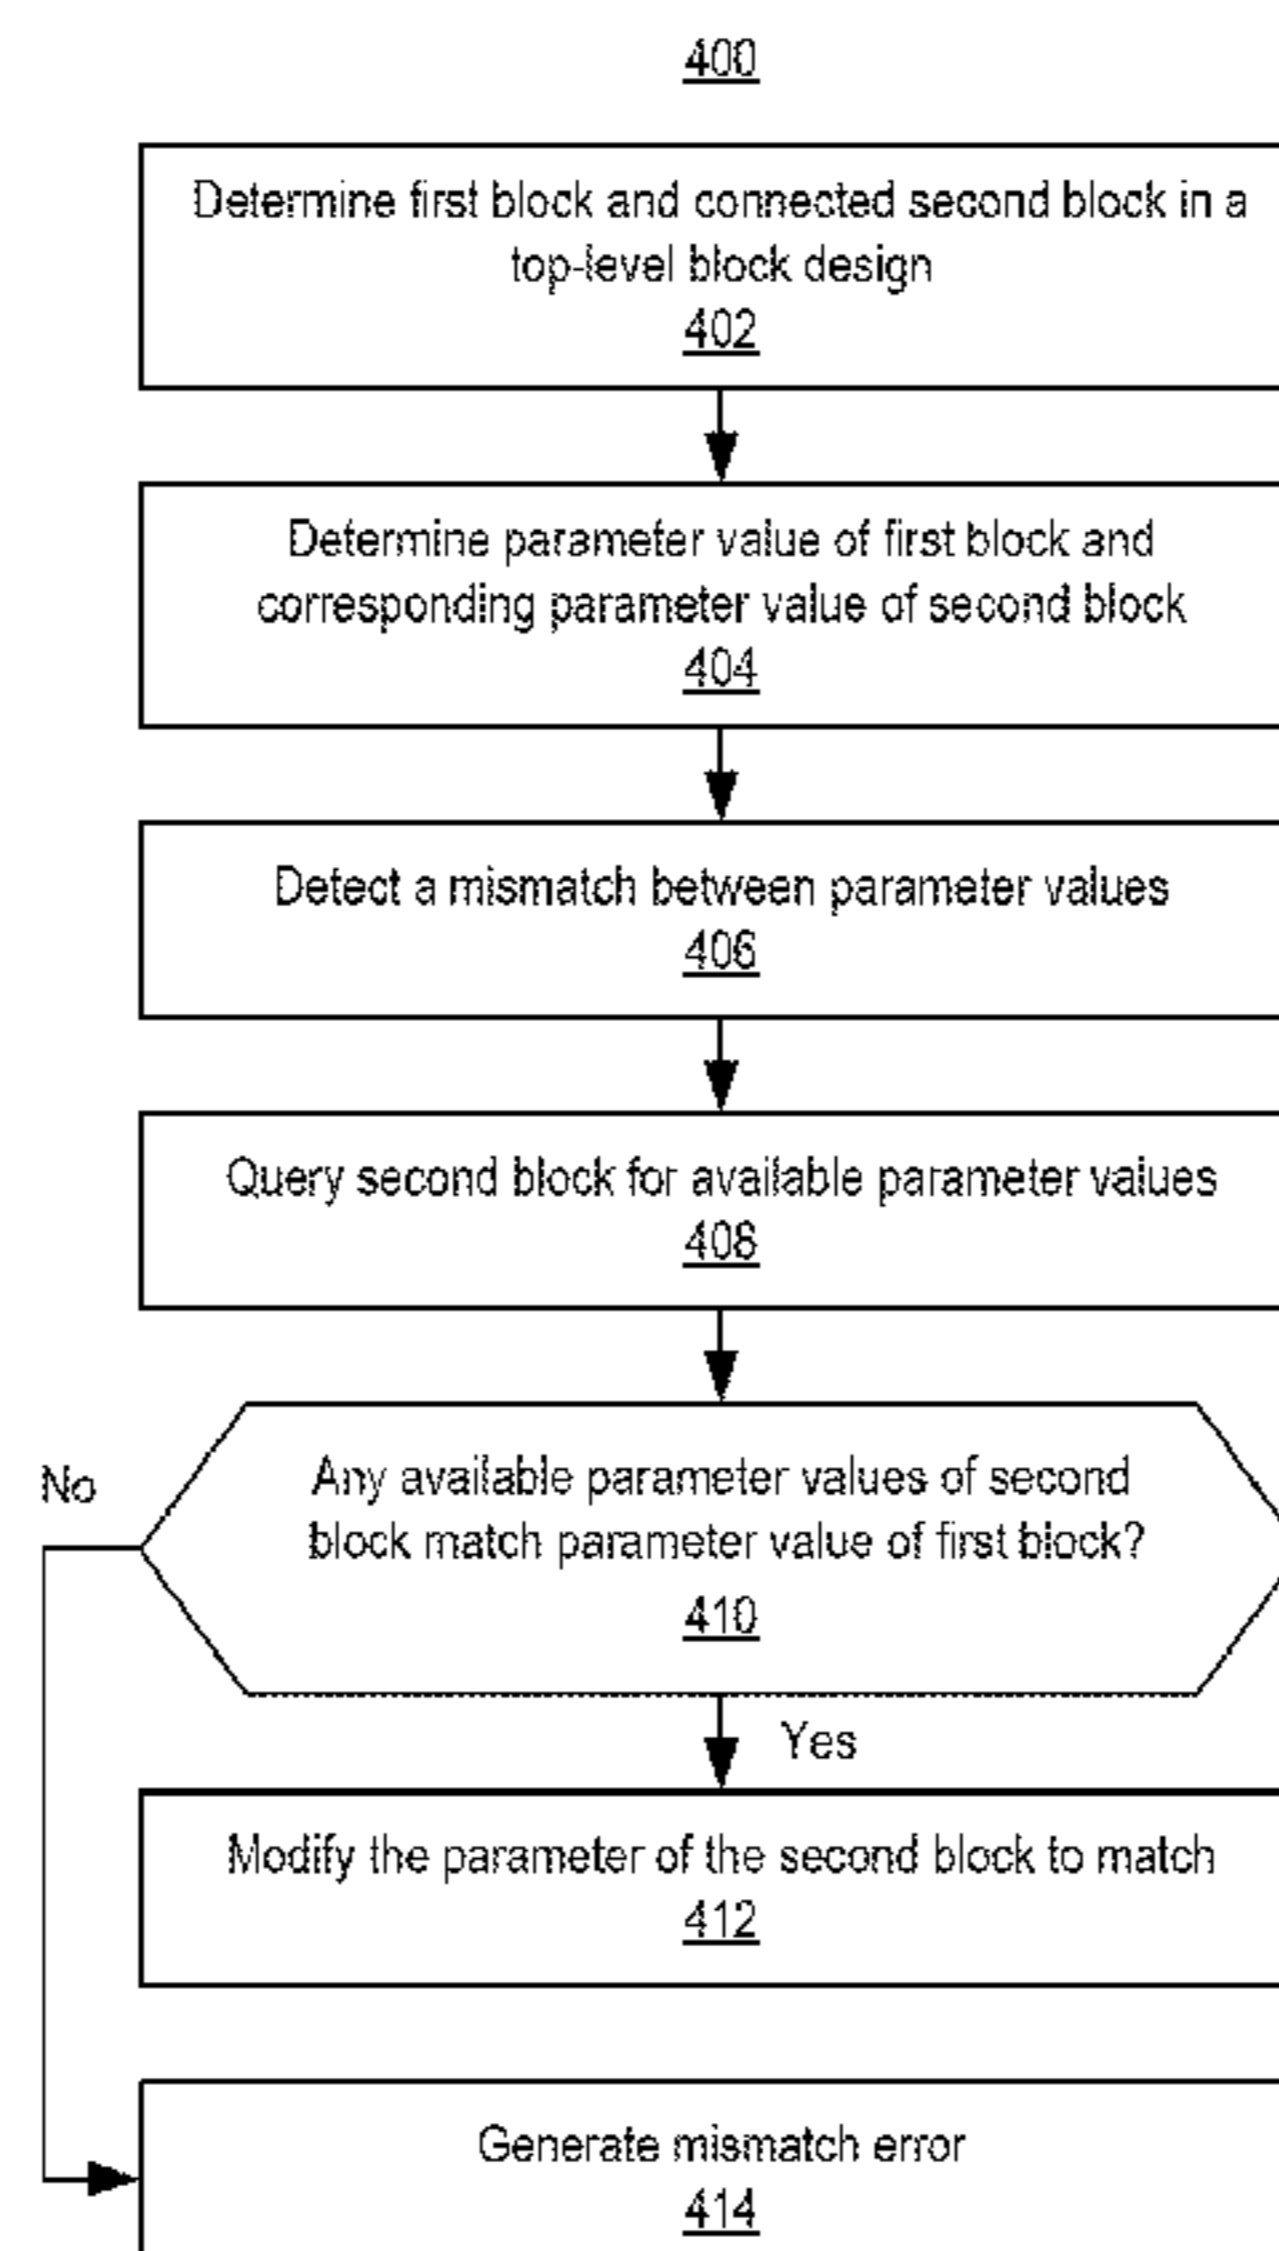 400
Determine first block and connected second block in a
top-level block design
402
Determine parameter value of first block and
corresponding parameter value of second block
404
Detect a mismatch between parameter values
406
Query second block for available parameter values
408
No
Any available parameter values of second
block match parameter value of first block?
410
Yes
Modify the parameter of the second block to match
412
Generate mismatch error
414